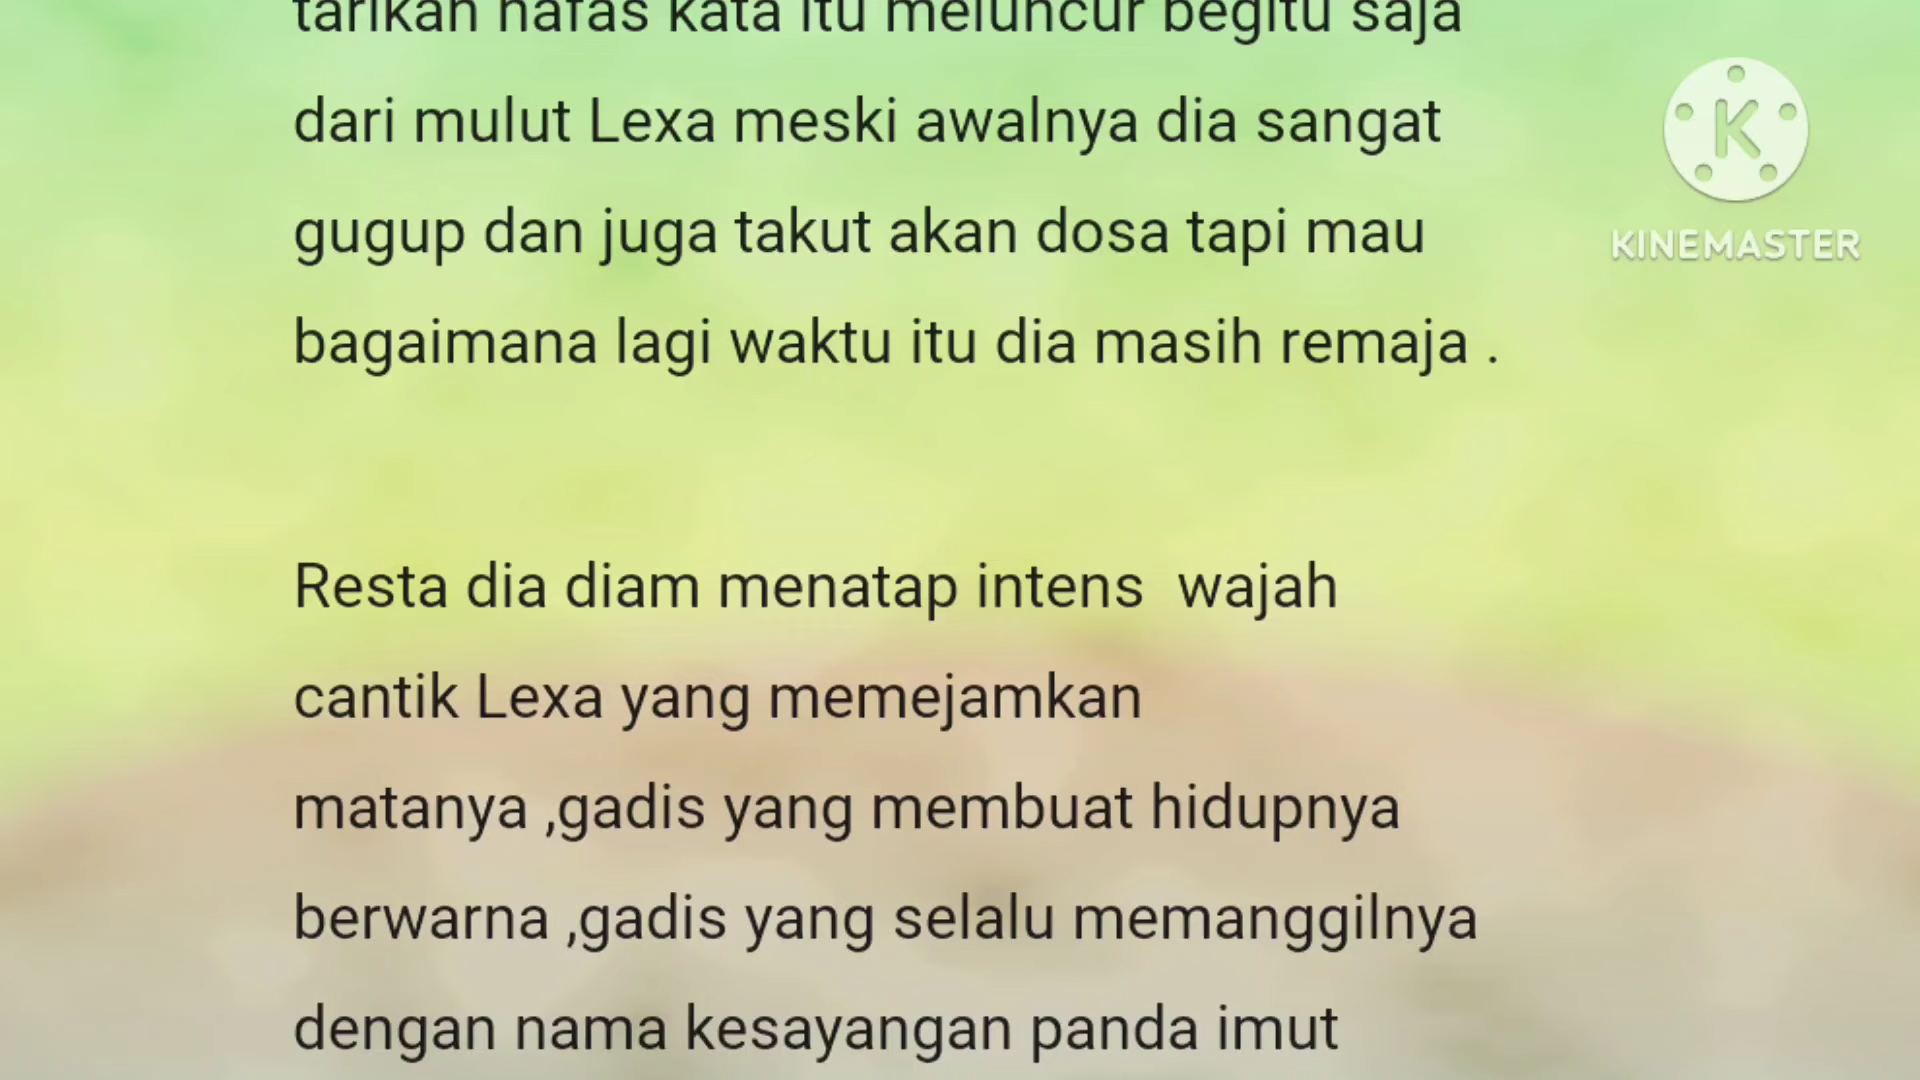 tarikan nafas kata itu meluncur begitu saja
dari mulut Lexa meski awalnya dia sangat
gugup dan juga takut akan dosa tapi mau
bagaimana lagi waktu itu dia masih remaja .
Resta dia diam menatap intens  wajah
cantik Lexa yang memejamkan
matanya ,gadis yang membuat hidupnya
berwarna ,gadis yang selalu memanggilnya
dengan nama kesayangan panda imut
K
KINEMASTER